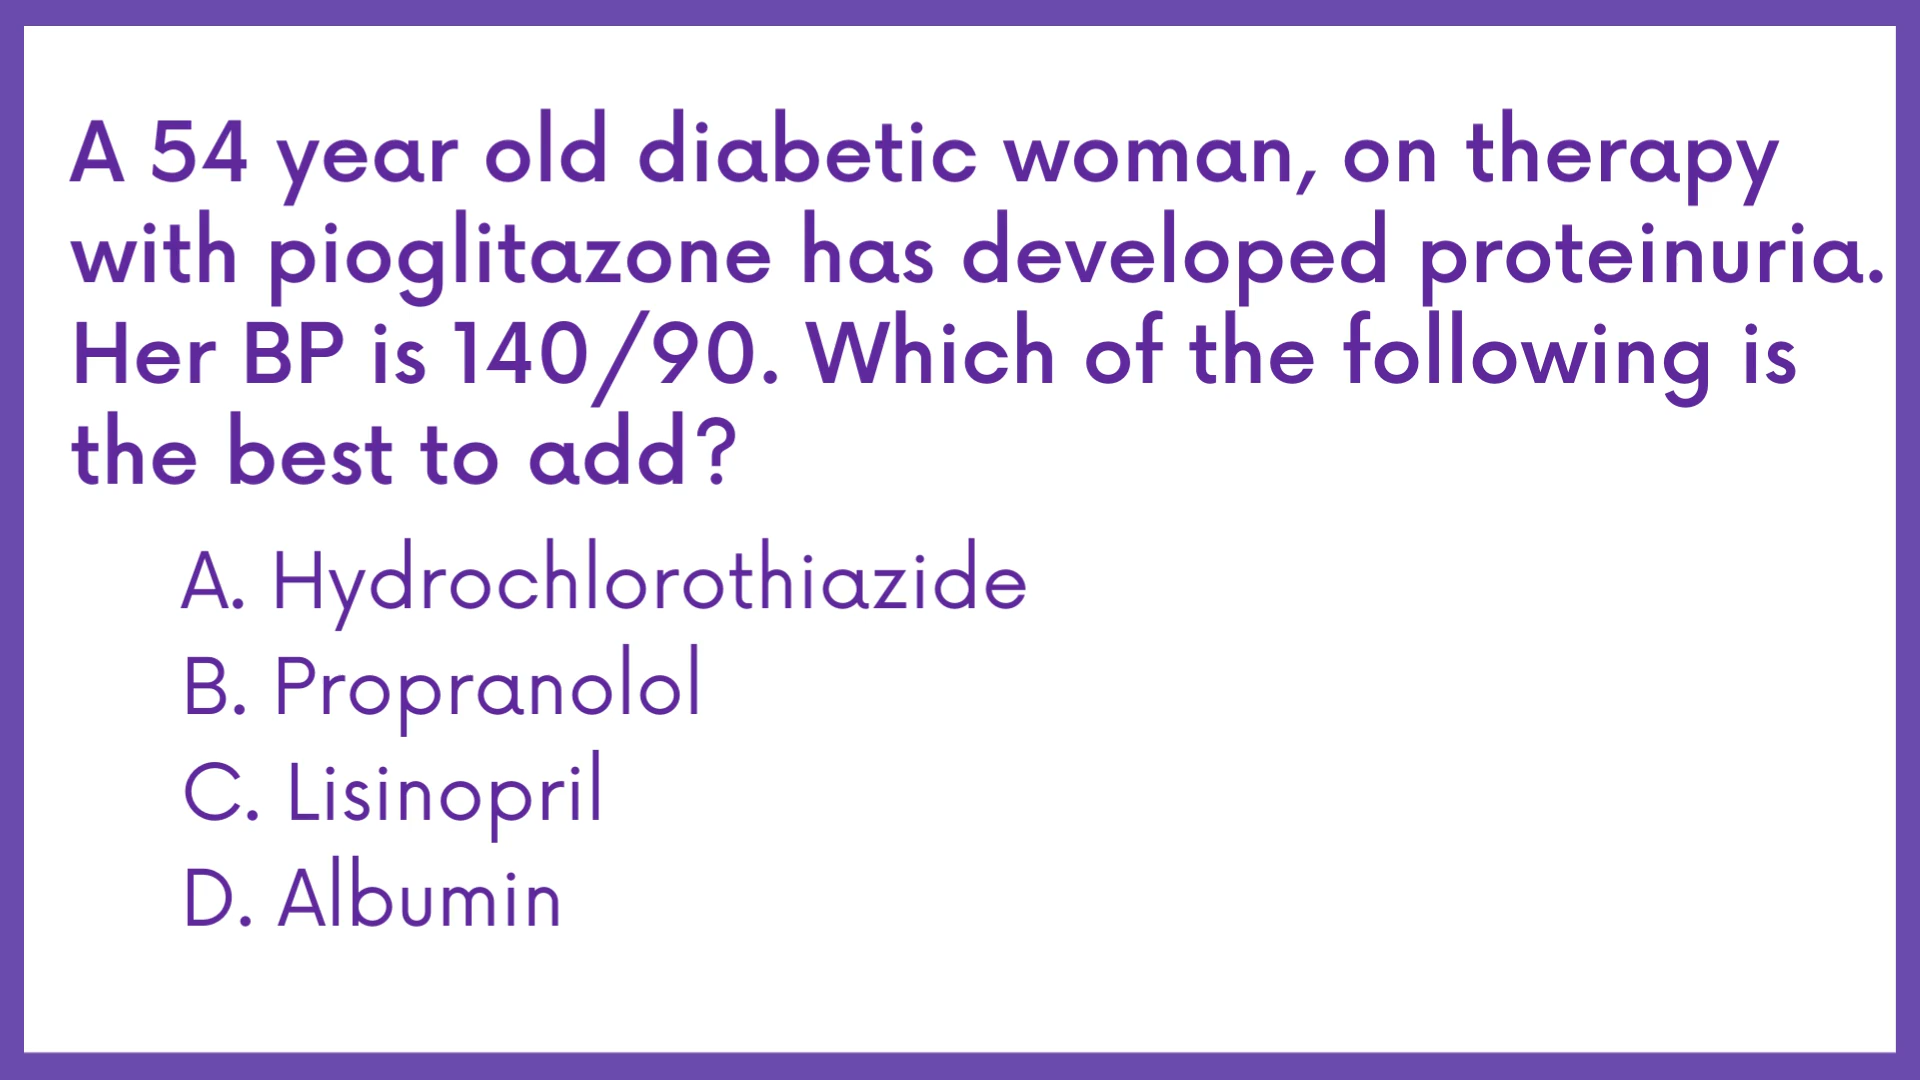 A 54 year old diabetic woman, on therapy
with pioglitazone has developed proteinuria.
Her BP is 140/90. Which of the following is
the best to add?
A. Hydrochlorothiazide
B. Propranolol
C. Lisinopril
D. Albumin